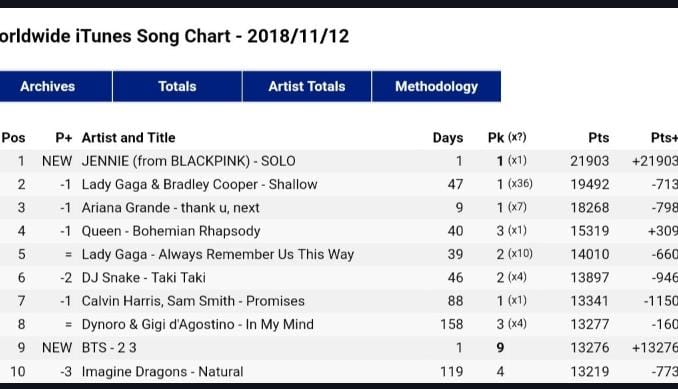 orldwide iTunes Song Chart - 2018/11/12
Archives Totals Artist Totals Methodology
Pos P+ Artist and Title Days Pk (x?) Pts Pts+
1 NEW JENNIE (from BLACKPINK) - SOLO 1 1 (x1) 21903 +21903
2 -1 Lady Gaga & Bradley Cooper - Shallow 47 1 (x36) 19492 -713
3 -1 Ariana Grande - thank u, next 9 1 (x7) 18268 -798
4 -1 Queen - Bohemian Rhapsody 40 3 (x1) 15319 +309
5 = Lady Gaga - Always Remember Us This Way 39 2 (x10) 14010 -660
6 -2 DJ Snake - Taki Taki 46 2 (x4) 13897 -946
7 -1 Calvin Harris, Sam Smith - Promises 88 1 (x1) 13341 -1150
8 = Dynoro & Gigi d'Agostino - In My Mind 158 3 (x4) 13277 -160
9 NEW BTS - 2 3 1 9 13276 +13276
10 -3 Imagine Dragons - Natural 119 4 13219 -773